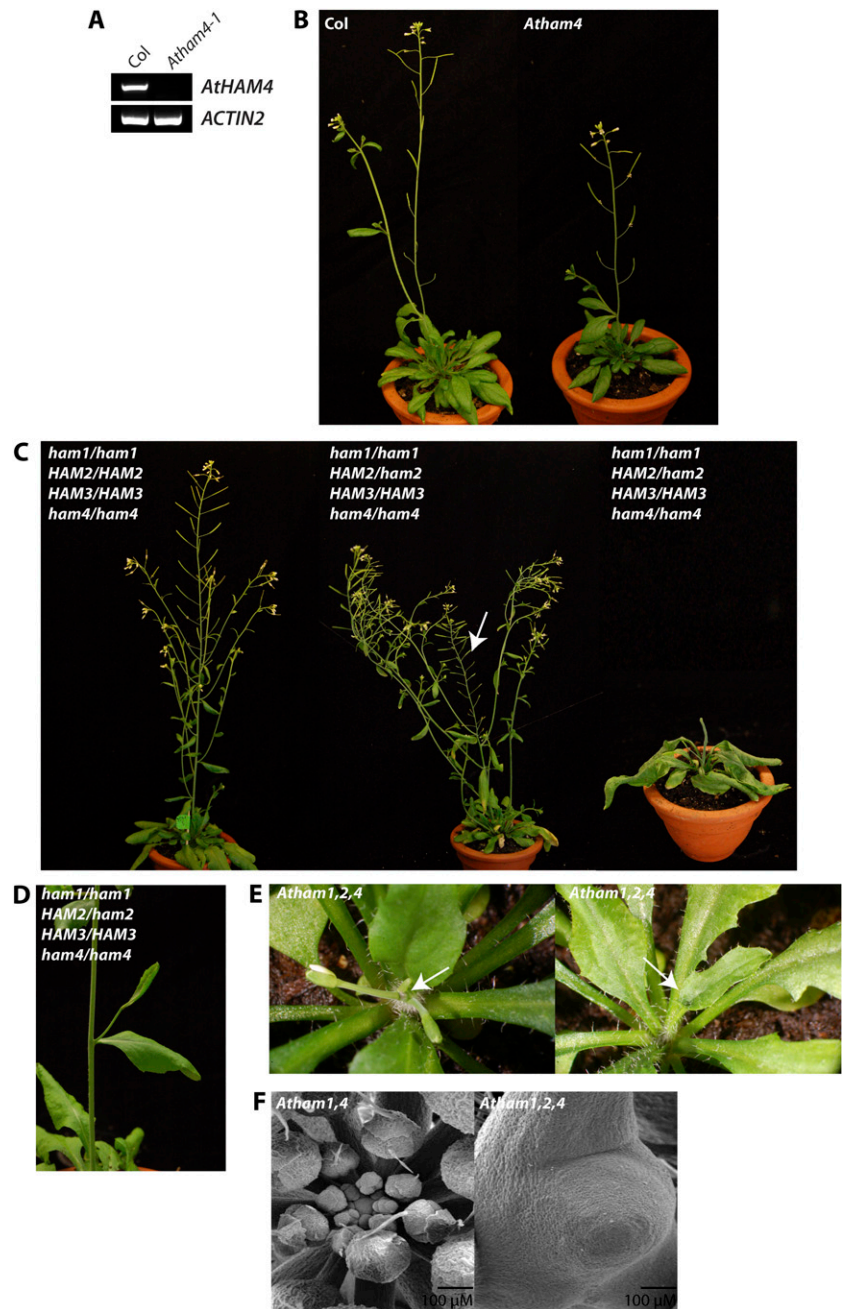 A
Col
Atham4-1
AtHAM4
ACTIN2
B
Col
Atham4
C
ham1/ham1
HAM2/HAM2
HAM3/HAM3
ham4/ham4
ham1/ham1
HAM2/ham2
HAM3/HAM3
ham4/ham4
ham1/ham1
HAM2/ham2
HAM3/HAM3
ham4/ham4
D
ham1/ham1
HAM2/ham2
HAM3/HAM3
ham4/ham4
E
Atham1,2,4
Atham1,2,4
F
Atham1,4
Atham1,2,4
100 µM
100 µM